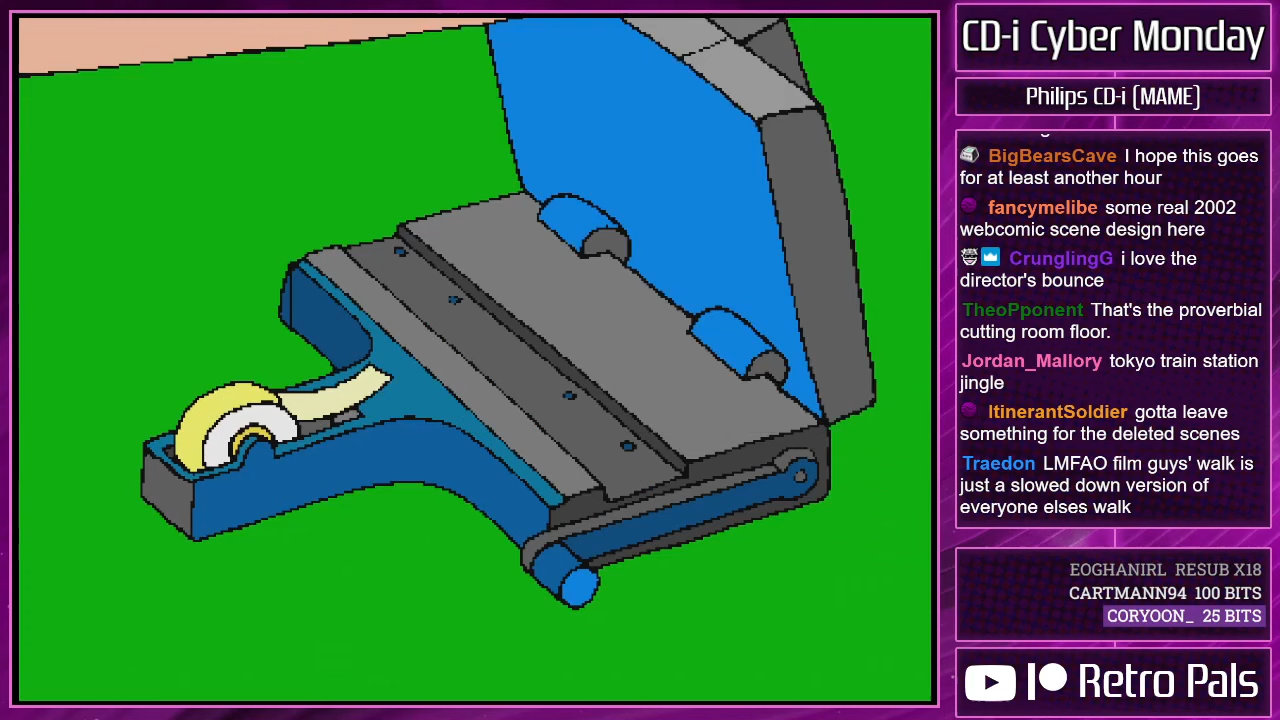 CD-i Cyber Monday
Philips CD-i (MAME)
BigBearsCave I hope this goes
for at least another hour
fancymelibe some real 2002
webcomic scene design here
CrunglingG i love the
director's bounce
TheoPponent That's the proverbial
cutting room floor.
Jordan_Mallory tokyo train station
jingle
ItinerantSoldier gotta leave
something for the deleted scenes
Traedon LMFAO film guys' walk is
just a slowed down version of
everyone elses walk
EOGHANIRL RESUB X18
CARTMANN94 100 BITS
CORYOON_ 25 BITS
Retro Pals